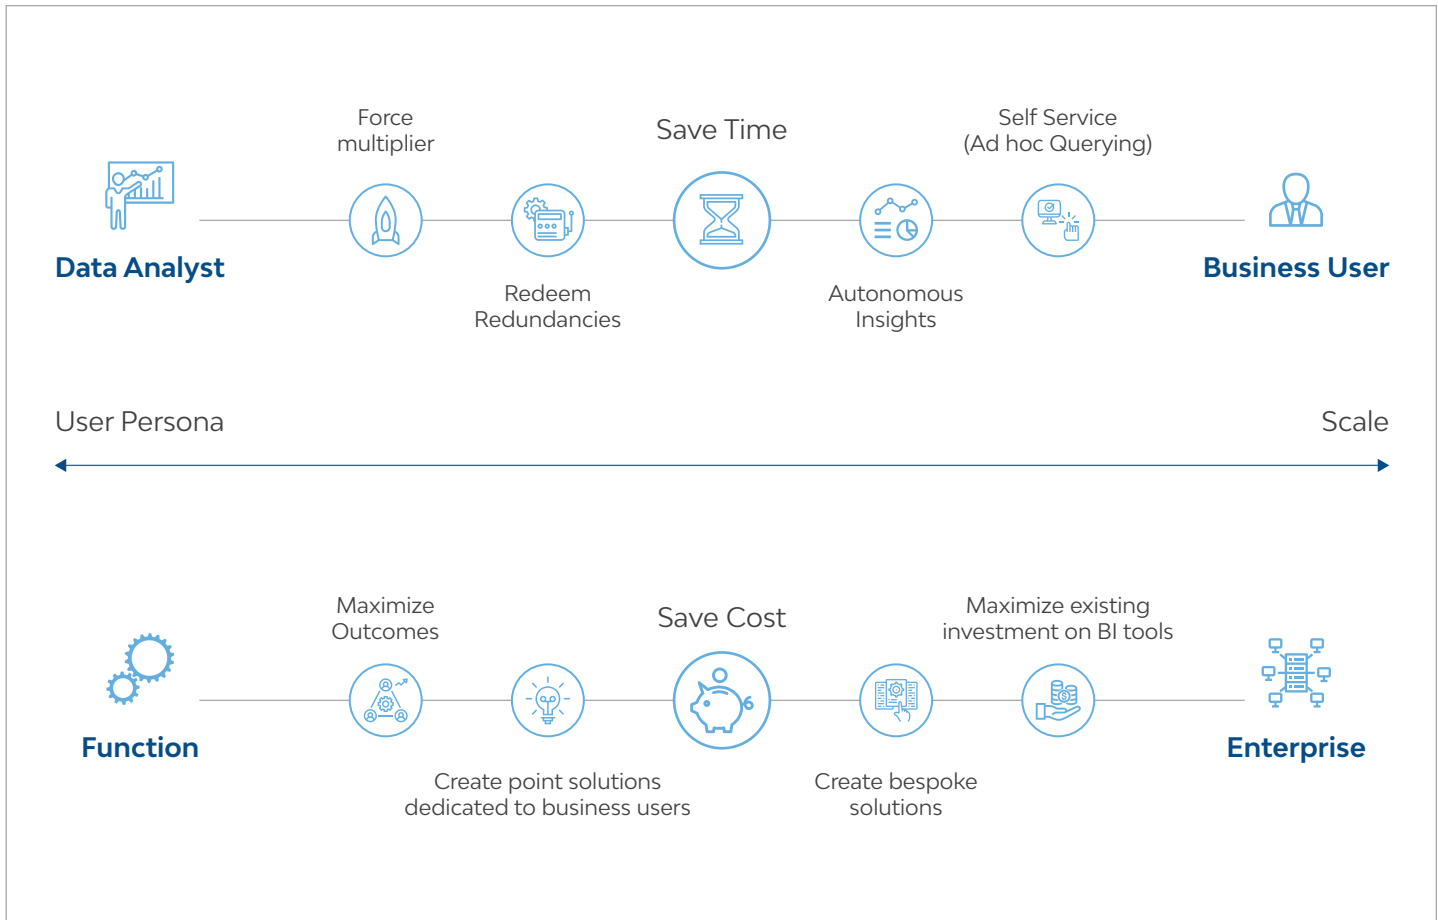 Force
multiplier
Save Time
Self Service
(Ad hoc Querying)
Data Analyst
Business User
Redeem
Redundancies
Autonomous
Insights
User Persona
Scale
Maximize
Outcomes
Save Cost
Maximize existing
investment on BI tools
Function
Enterprise
Create point solutions
dedicated to business users
Create bespoke
solutions